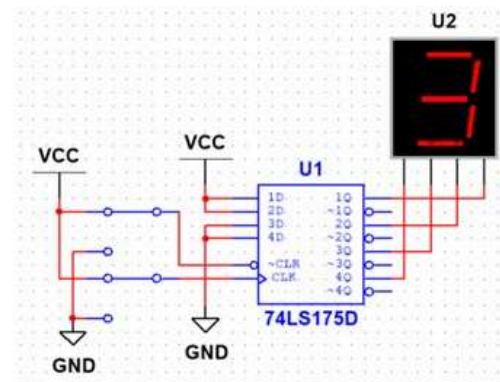 U2
3
VCC
VCC
U1
1D
2D
3D
4D
~CLR
CLK
1Q
~1Q
2Q
~2Q
3Q
~3Q
4Q
~4Q
74LS175D
GND
GND